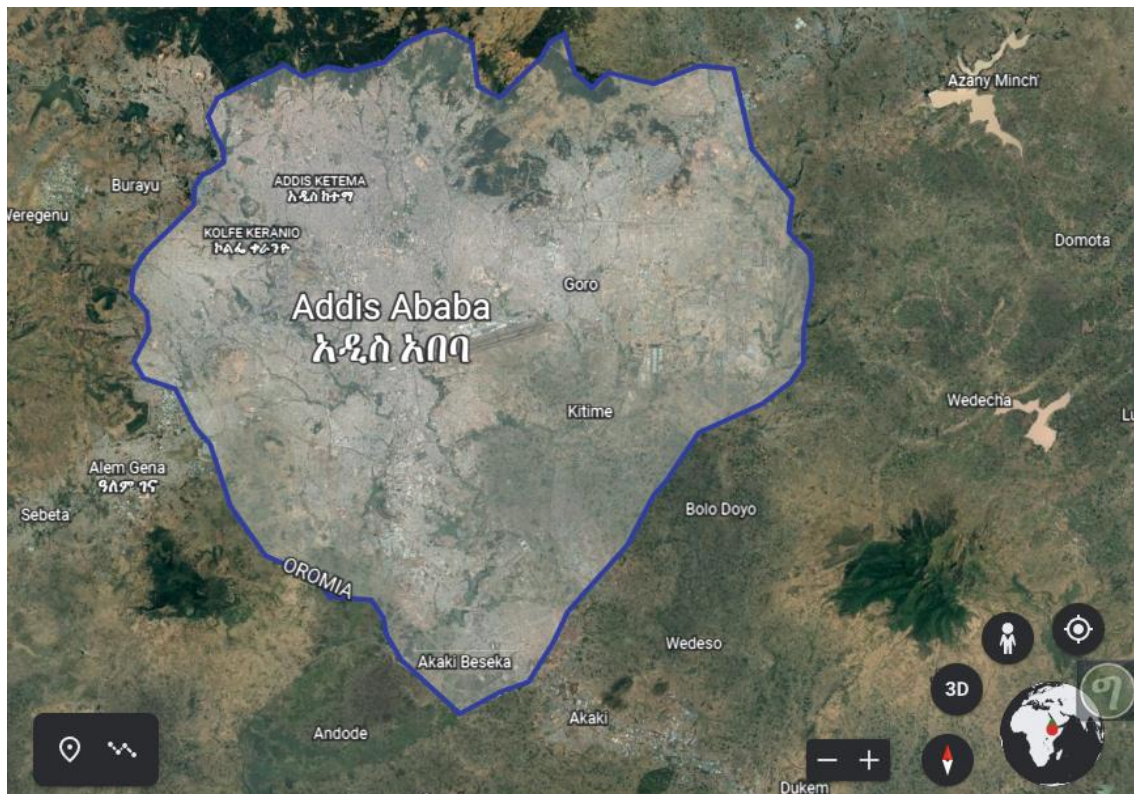 Azany Minch
ADDIS KETEMA
አዲስ ከተማ
Burayu
Weregenu
KOLFE KERANIO
ኮልፌ ቀራንዮ
Domota
Goro
Addis Ababa
አዲስ አበባ
Wedecha
Kitime
Alem Gena
ዓለም ገና
Sebeta
Bolo Doyo
OROMIA
Wedeso
Akaki Beseka
3D
Akaki
Andode
Dukem